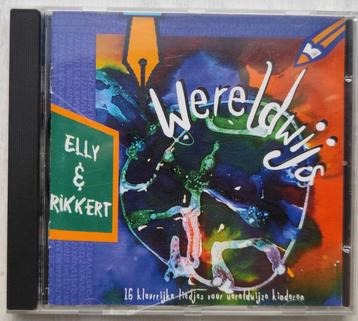 Wereldwijs
ELLY
&
RIKKERT
16 kleurrijke liedjes voor wereldwijze kinderen